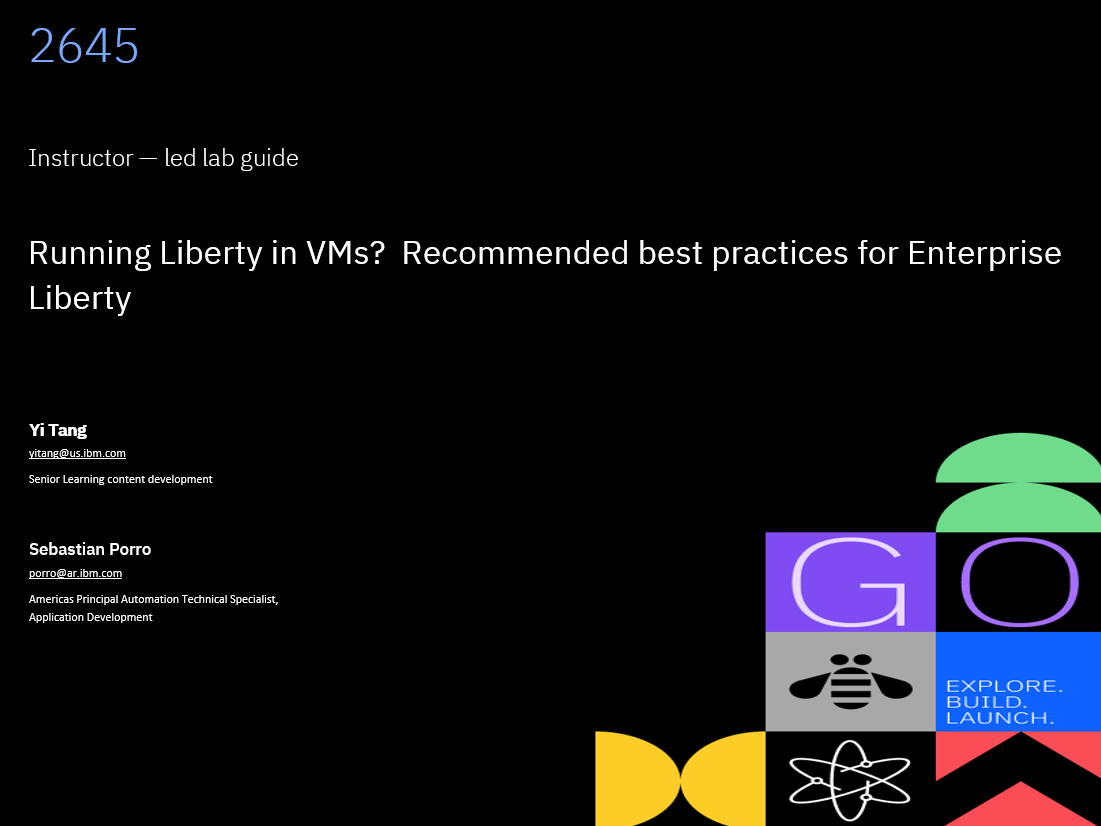 2645
Instructor — led lab guide
Running Liberty in VMs?  Recommended best practices for Enterprise
Liberty
Yi Tang
yitang@us.ibm.com
Senior Learning content development
Sebastian Porro
porro@ar.ibm.com
Americas Principal Automation Technical Specialist,
Application Development
GO
EXPLORE.
BUILD.
LAUNCH.